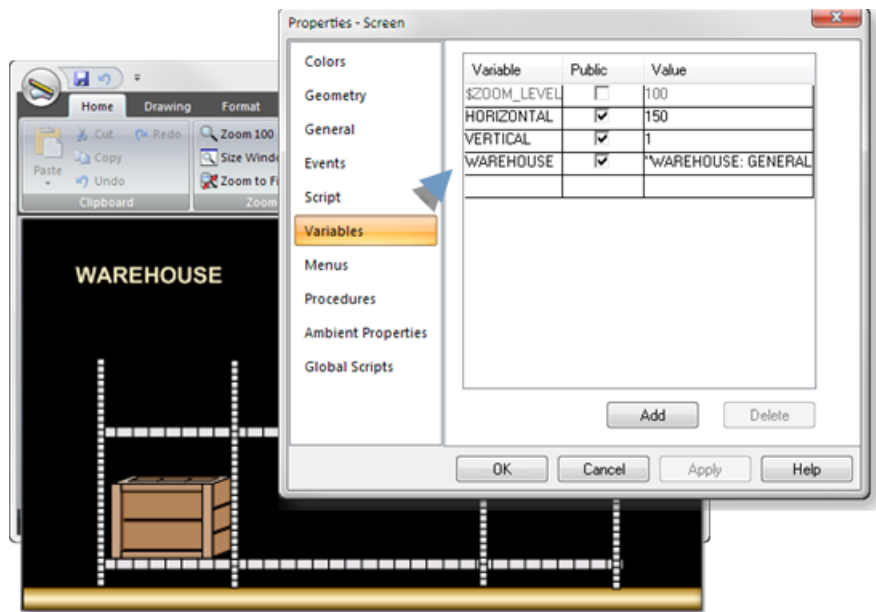 Properties - Screen
Colors
Geometry
General
Events
Script
Variables
Menus
Procedures
Ambient Properties
Global Scripts
Variable Public Value
$ZOOM_LEVEL 100
HORIZONTAL 150
VERTICAL 1
WAREHOUSE "WAREHOUSE: GENERAL
Add Delete
OK Cancel Apply Help
Home Drawing Format
Paste
Cut
Copy
Undo
Redo
Clipboard
Zoom 100
Size Windo
Zoom to Fi
Zoom
WAREHOUSE